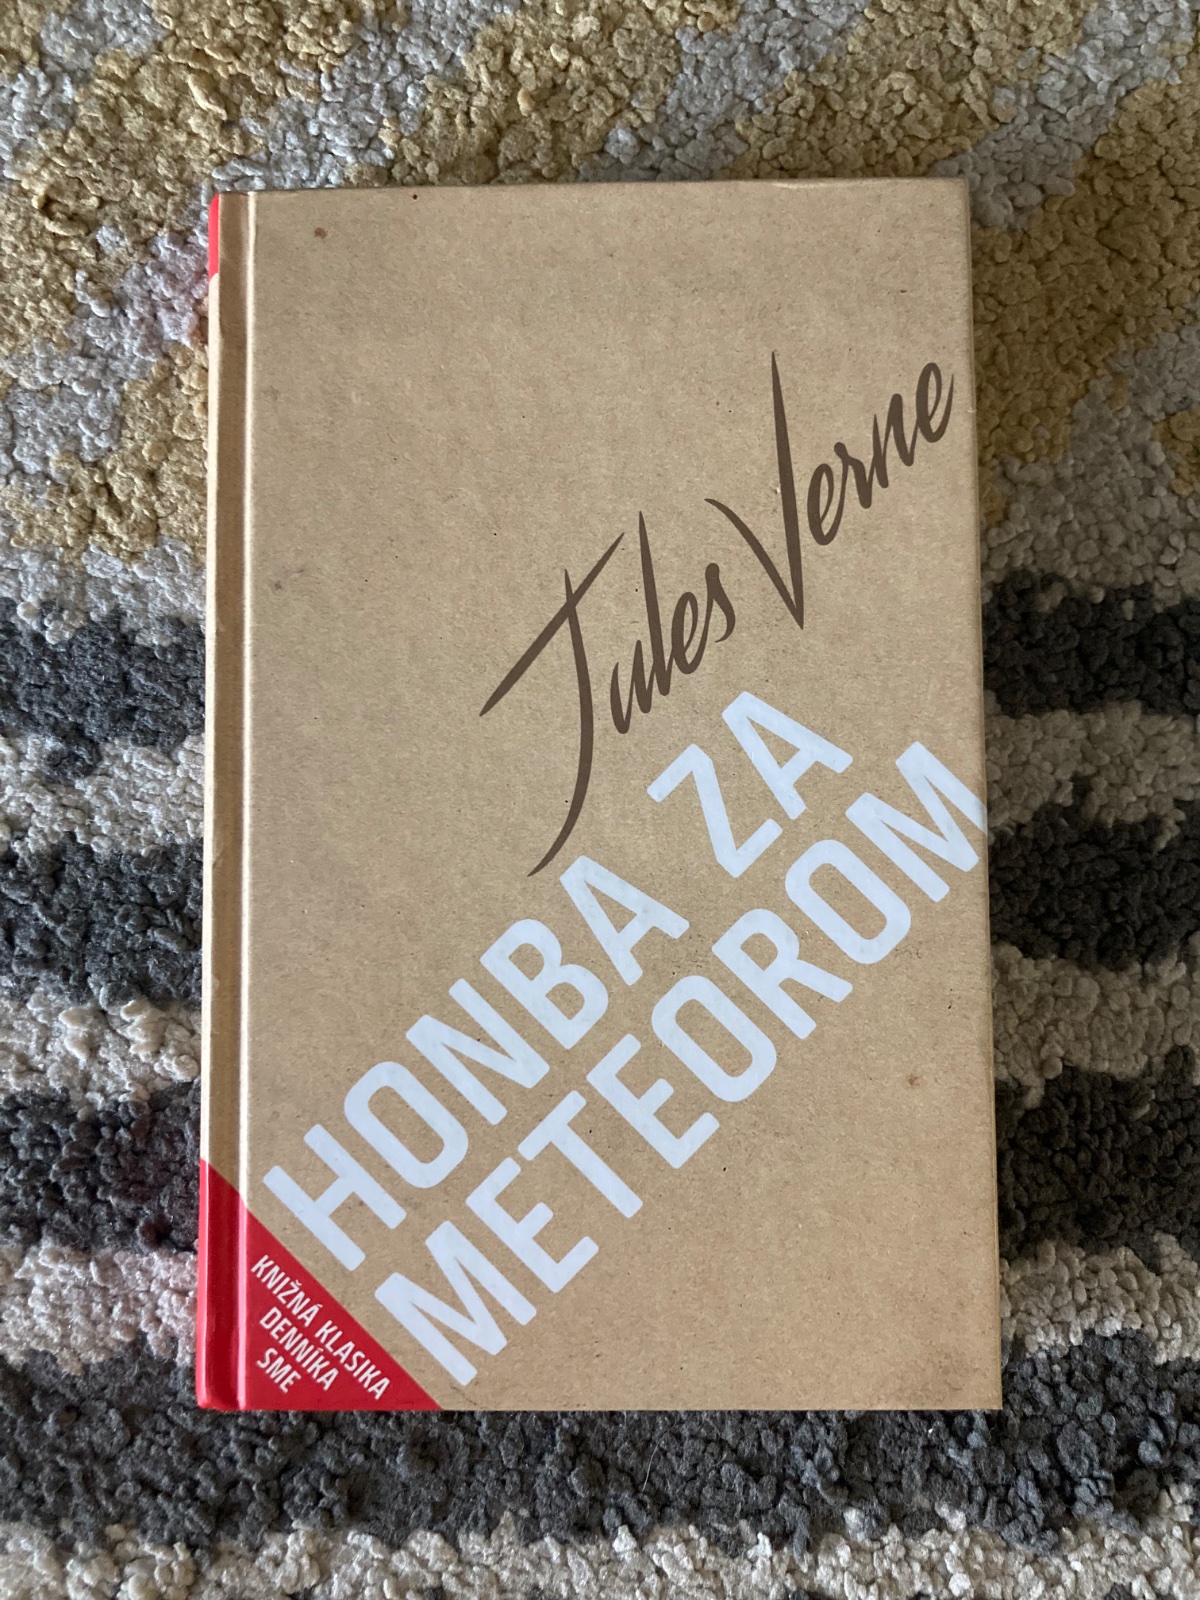 Jules Verne
HONBA ZA
METEOROM
KNIŽNÁ KLASIKA
DENNÍKA
SME